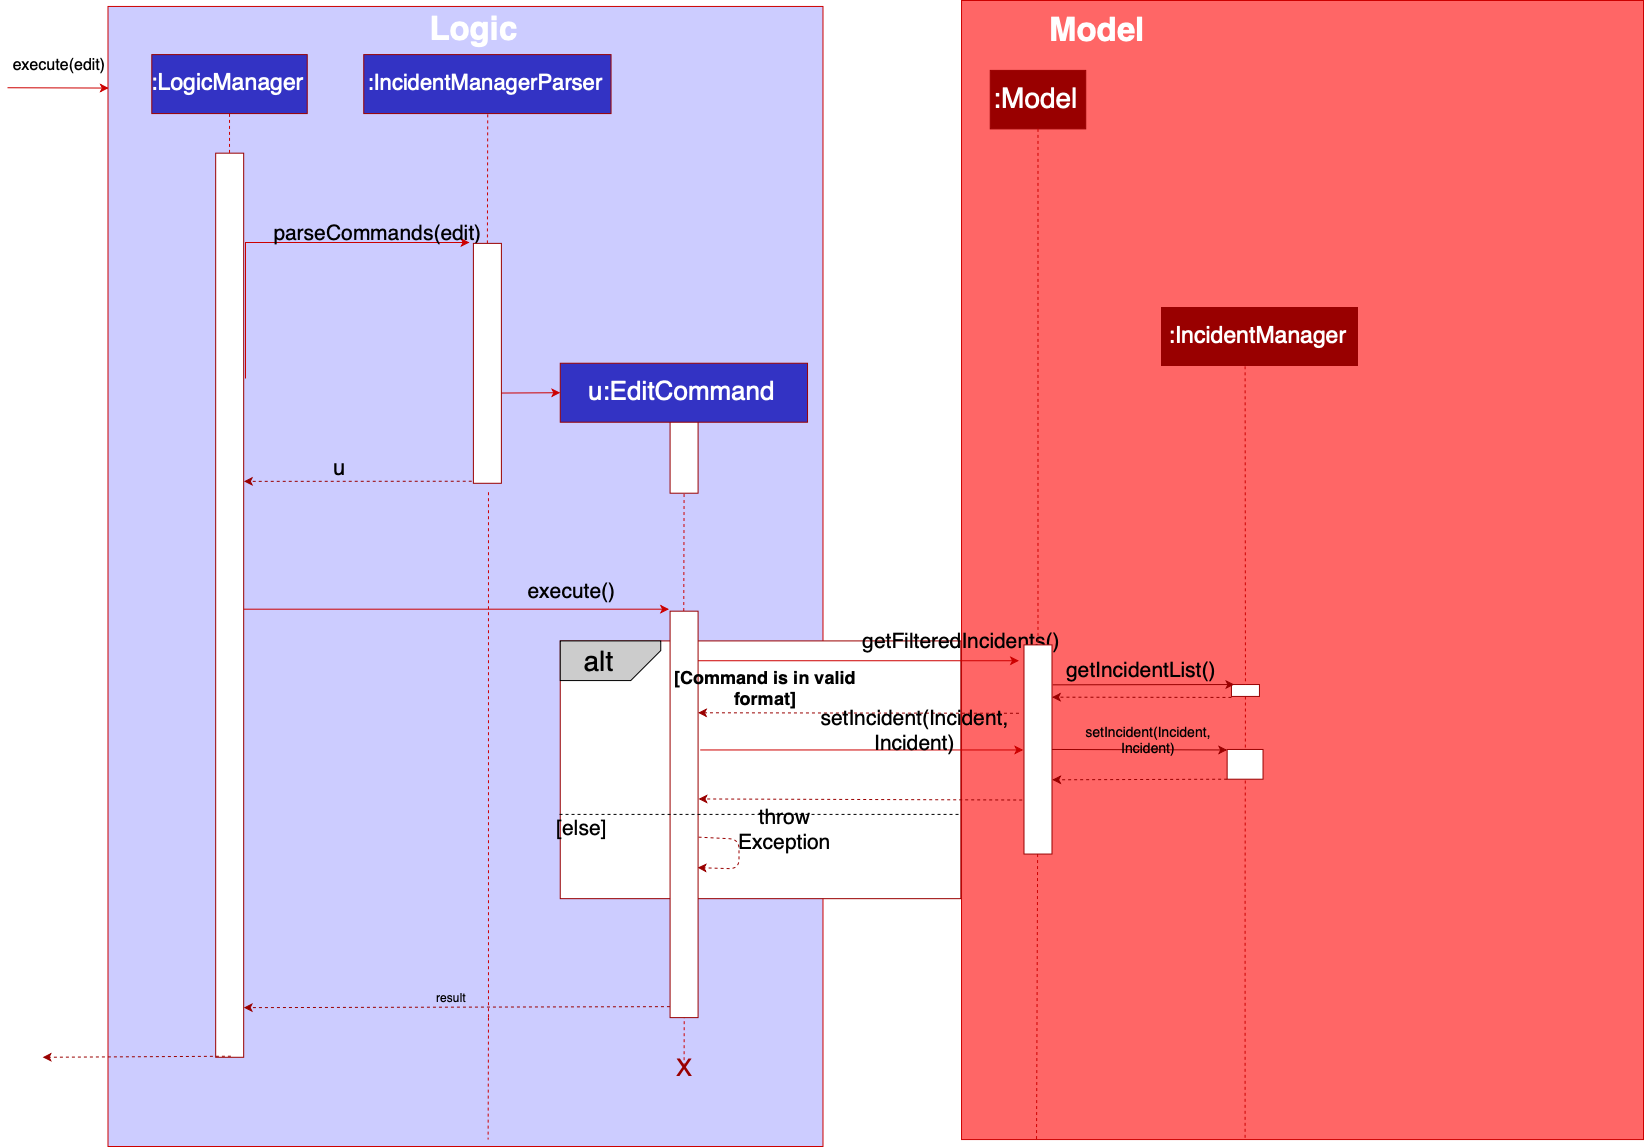 Logic
Model
execute(edit)
:LogicManager
:IncidentManagerParser
:Model
parseCommands(edit)
:IncidentManager
u:EditCommand
u
execute()
getFilteredIncidents()
alt
getIncidentList()
[Command is in valid
format]
setIncident(Incident,
Incident)
setIncident(Incident,
Incident)
throw
Exception
[else]
result
X